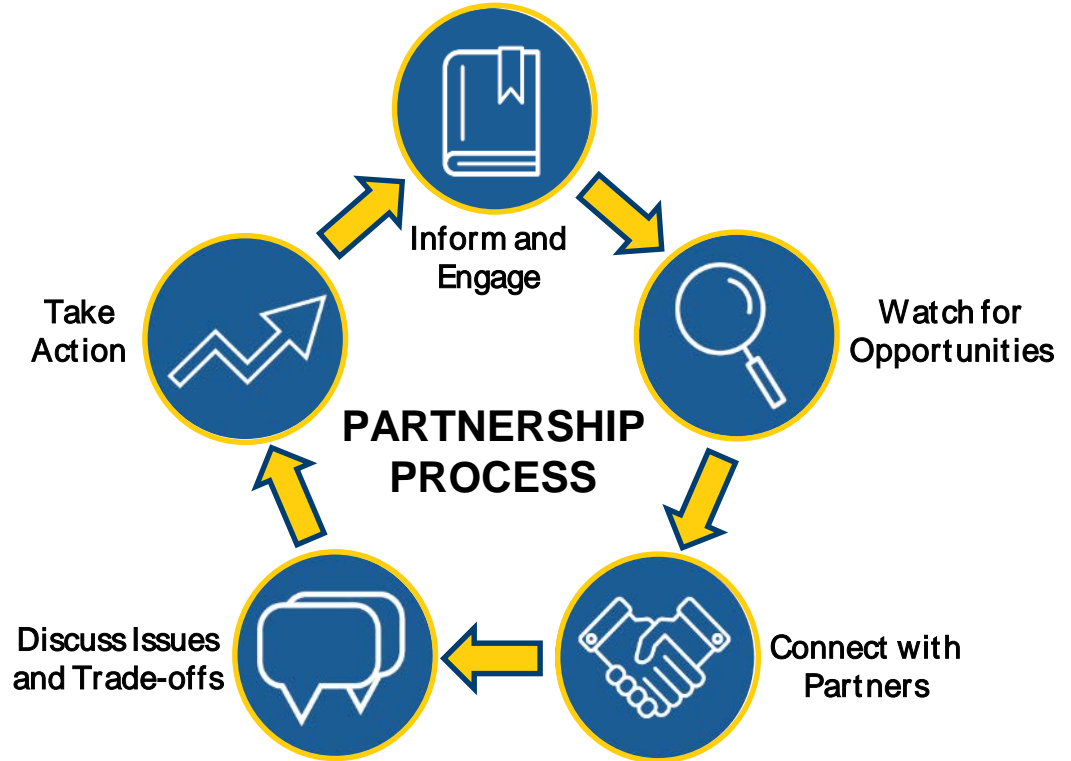 Inform and
Engage
Watch for
Opportunities
Connect with
Partners
Discuss Issues
and Trade-offs
Take
Action
PARTNERSHIP
PROCESS